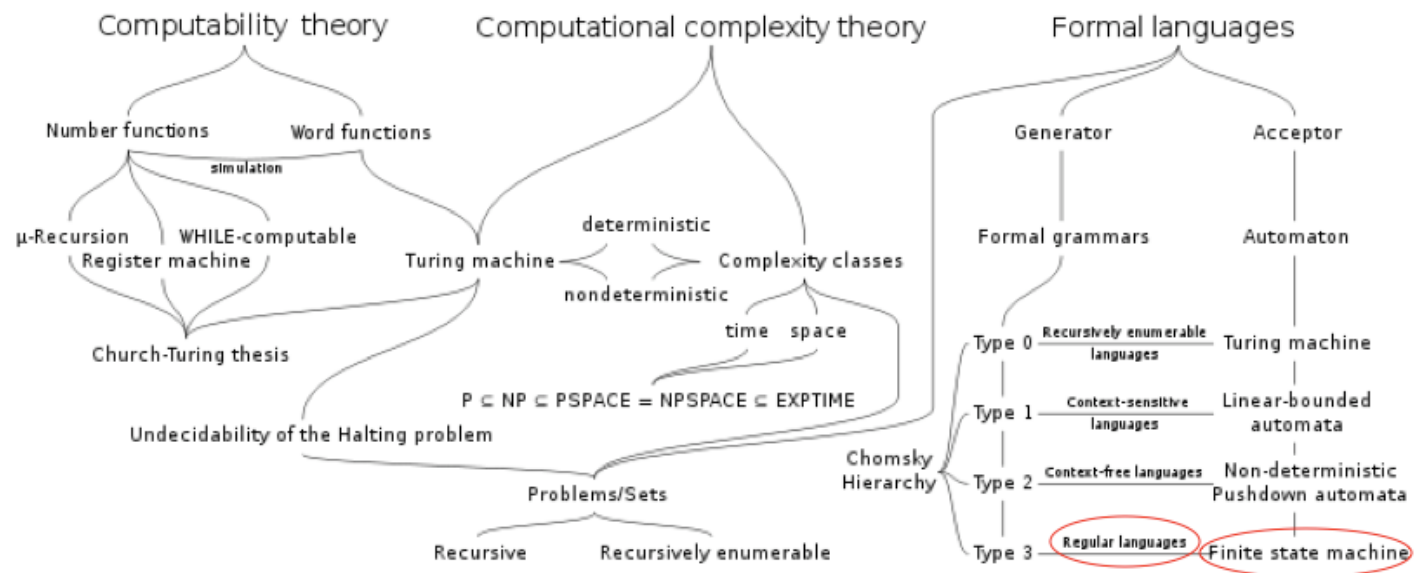 Computability theory
Computational complexity theory
Formal languages
Number functions
Word functions
Generator
Acceptor
simulation
μ-Recursion
WHILE-computable
Register machine
Turing machine
deterministic
nondeterministic
Complexity classes
Formal grammars
Automaton
time
space
Church-Turing thesis
P ⊆ NP ⊆ PSPACE = NPSPACE ⊆ EXPTIME
Undecidability of the Halting problem
Problems/Sets
Recursive
Recursively enumerable
Chomsky
Hierarchy
Type 0
Recursively enumerable
languages
Turing machine
Type 1
Context-sensitive
languages
Linear-bounded
automata
Type 2
Context-free languages
Non-deterministic
Pushdown automata
Type 3
Regular languages
Finite state machine